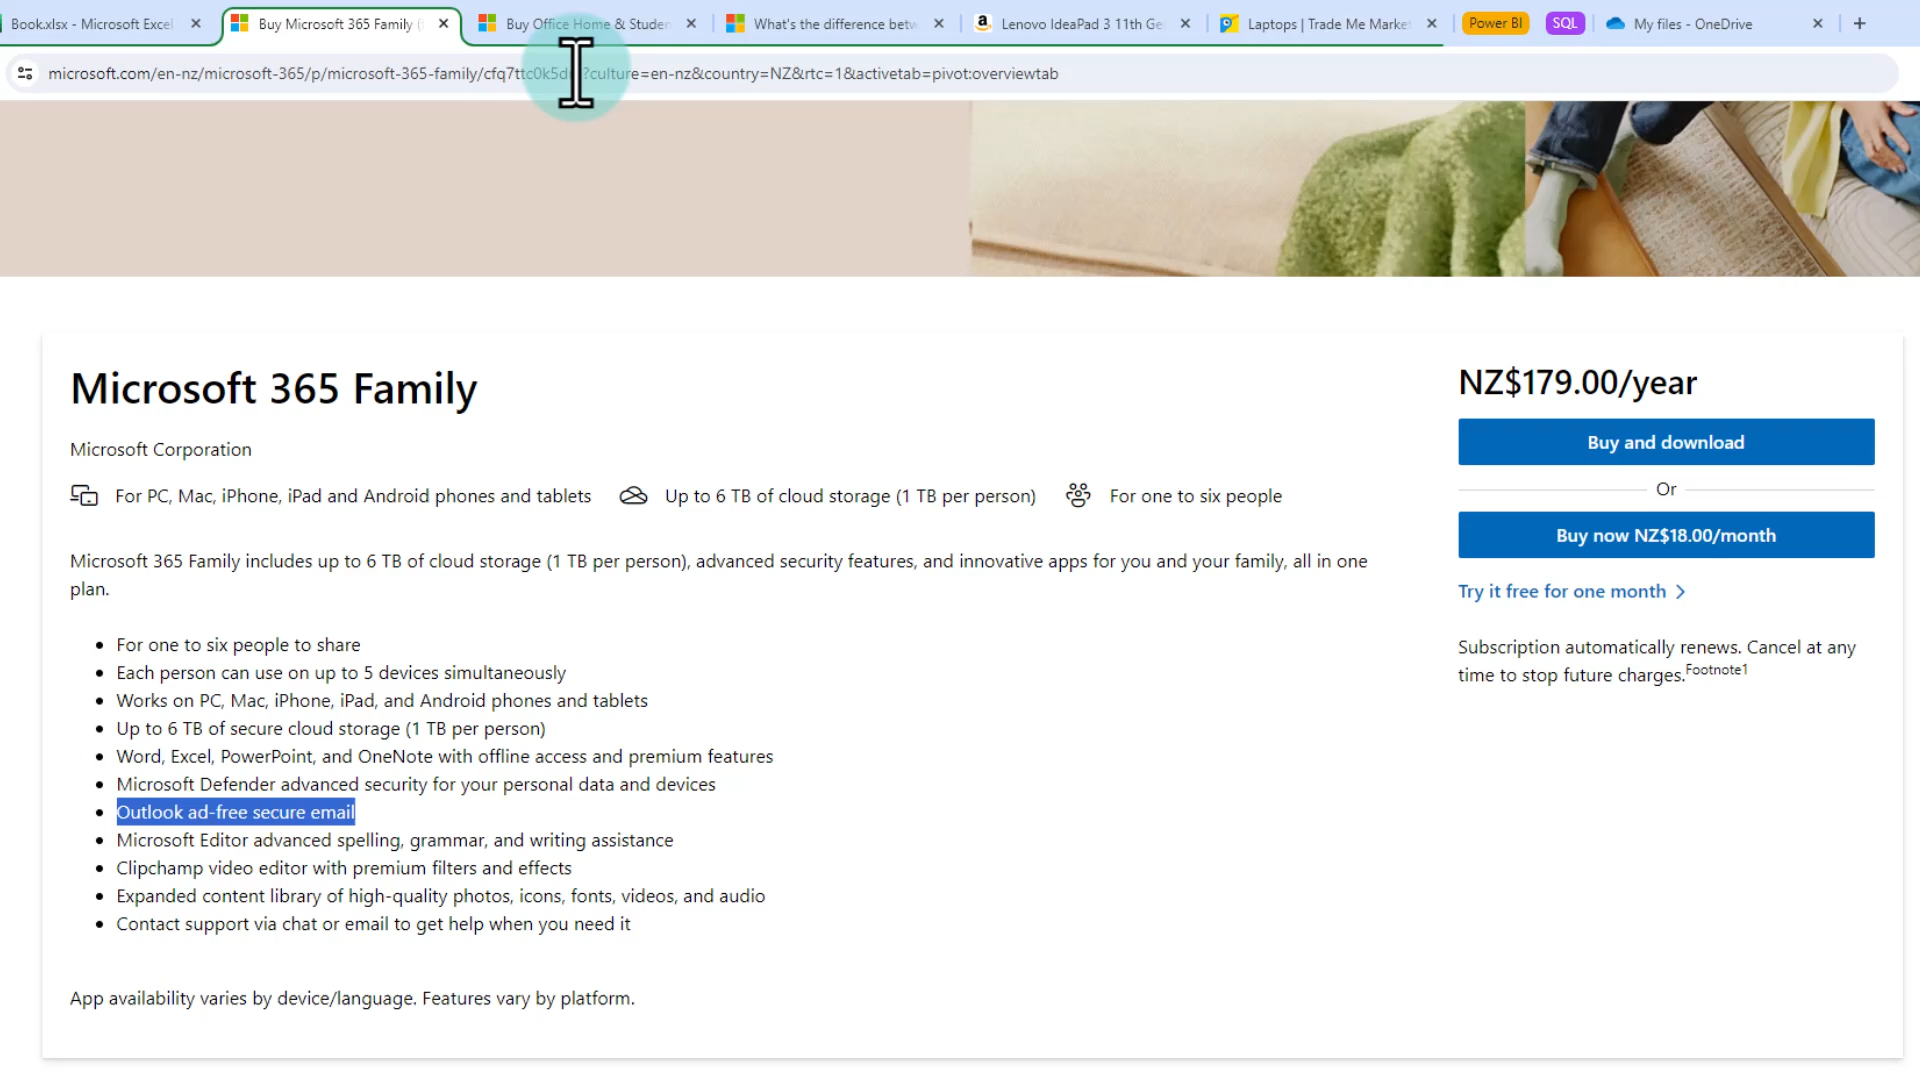 Book.xlsx - Microsoft Excel
Buy Microsoft 365 Family (
Buy Office Home & Studen
What's the difference betw
Lenovo IdeaPad 3 11th Ge
Laptops | Trade Me Marke
Power BI
SQL
My files - OneDrive
microsoft.com/en-nz/microsoft-365/p/microsoft-365-family/ ?culture=en-nz&country=NZ&rtc=1&activetab=pivot:overviewtab
Microsoft 365 Family
Microsoft Corporation
For PC, Mac, iPhone, iPad and Android phones and tablets
Up to 6 TB of cloud storage (1 TB per person)
For one to six people
Microsoft 365 Family includes up to 6 TB of cloud storage (1 TB per person), advanced security features, and innovative apps for you and your family, all in one
plan.
For one to six people to share
Each person can use on up to 5 devices simultaneously
Works on PC, Mac, iPhone, iPad, and Android phones and tablets
Up to 6 TB of secure cloud storage (1 TB per person)
Word, Excel, PowerPoint, and OneNote with offline access and premium features
Microsoft Defender advanced security for your personal data and devices
Outlook ad-free secure email
Microsoft Editor advanced spelling, grammar, and writing assistance
Clipchamp video editor with premium filters and effects
Expanded content library of high-quality photos, icons, fonts, videos, and audio
Contact support via chat or email to get help when you need it
App availability varies by device/language. Features vary by platform.
NZ$179.00/year
Buy and download
Or
Buy now NZ$18.00/month
Try it free for one month
Subscription automatically renews. Cancel at any
time to stop future charges.Footnote1